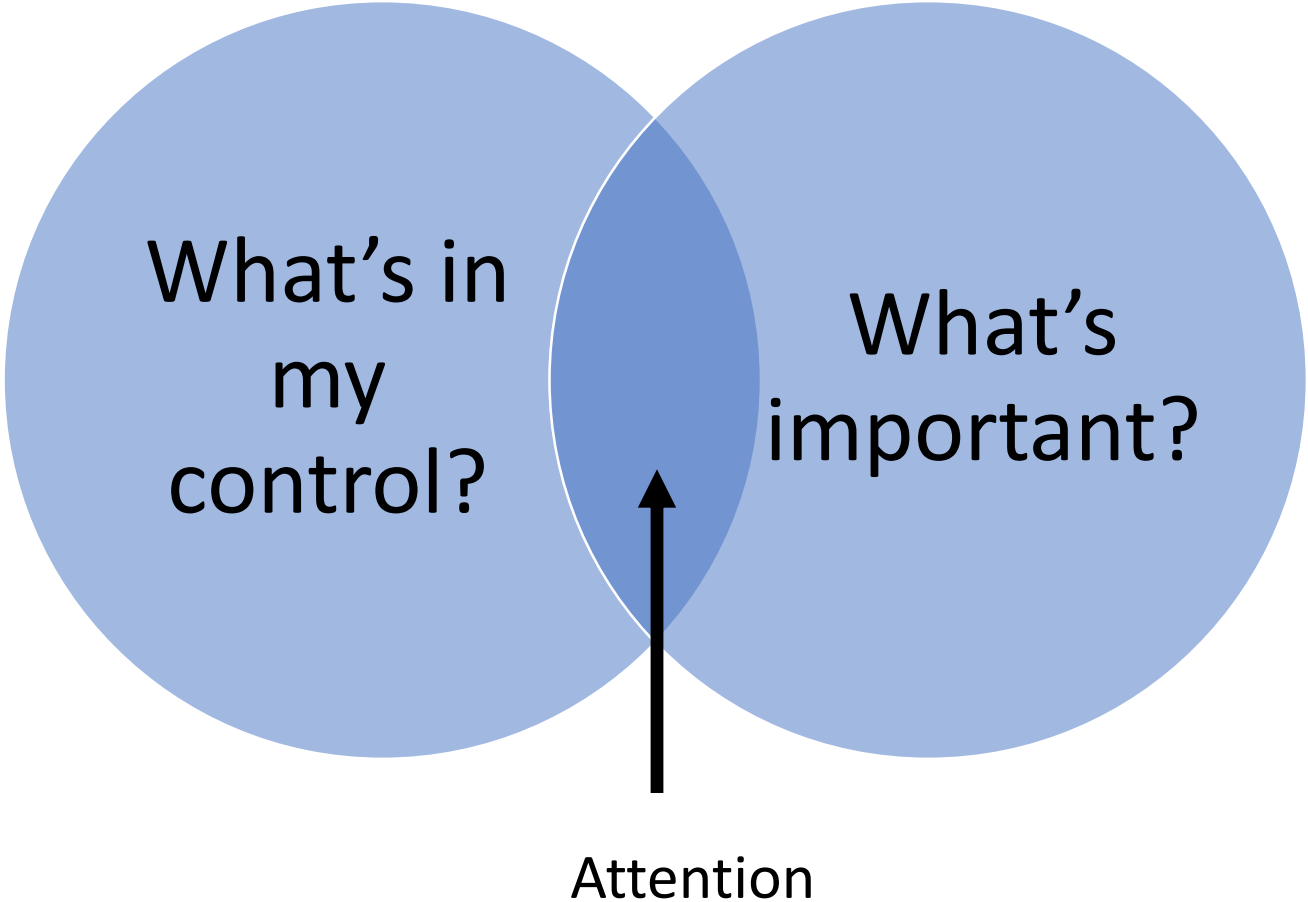 What’s in
my
control?
What’s
important?
Attention